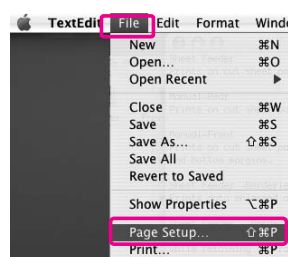 TextEdit File Edit Format Windo
New ⌘N
Open... ⌘O
Open Recent ▶
Close ⌘W
Save ⌘S
Save As... ⇧⌘S
Save All
Revert to Saved
Show Properties ⌥⌘P
Page Setup... ⇧⌘P
Print... ⌘P